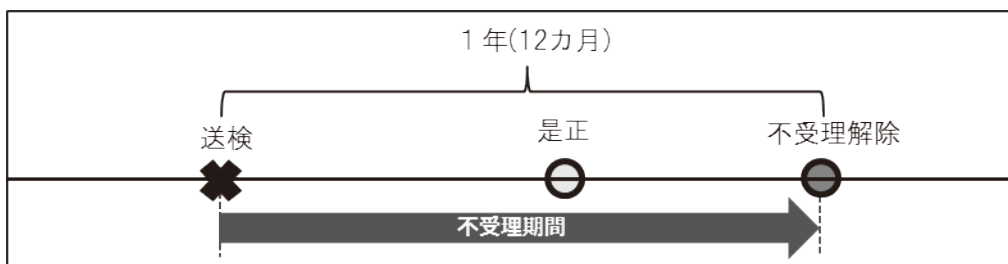 １年(12カ月)
送検
是正
不受理解除
不受理期間